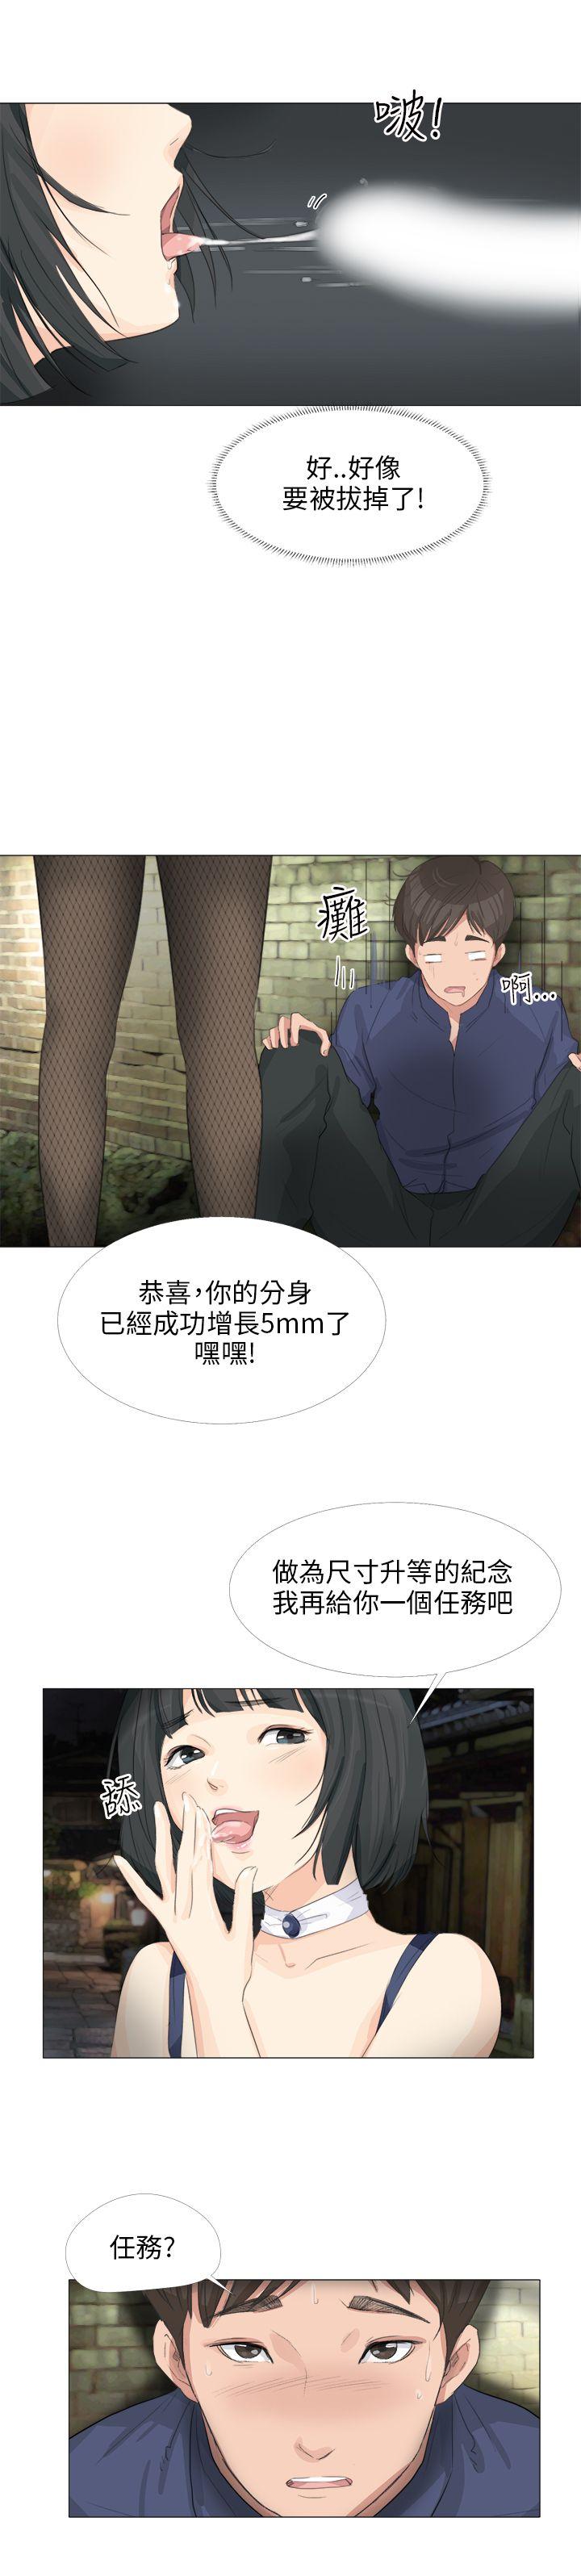 啵!
好..好像
要被拔掉了!
癱
啊...
恭喜,你的分身
已經成功增長5mm了
嘿嘿!
做為尺寸升等的紀念
我再給你一個任務吧
舔
任務?